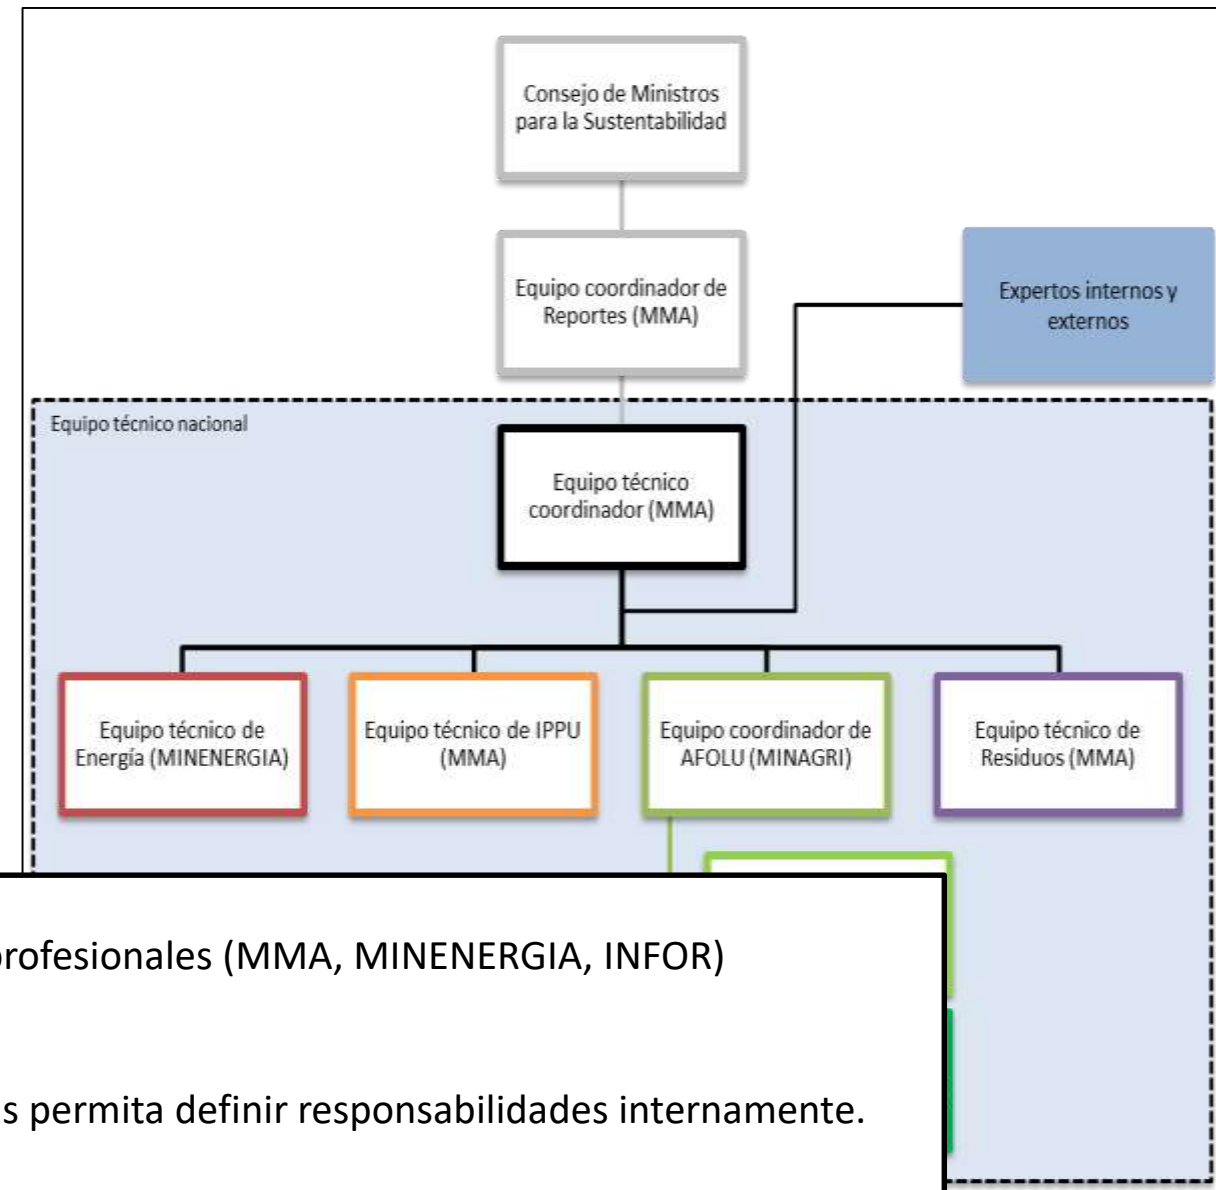 Consejo de Ministros
para la Sustentabilidad
Equipo coordinador de
Reportes (MMA)
Expertos internos y
externos
Equipo técnico nacional
Equipo técnico
coordinador (MMA)
Equipo técnico de
Energía (MINENERGIA)
Equipo técnico de IPPU
(MMA)
Equipo coordinador de
AFOLU (MINAGRI)
Equipo técnico de
Residuos (MMA)
profesionales (MMA, MINENERGIA, INFOR)
s permita definir responsabilidades internamente.